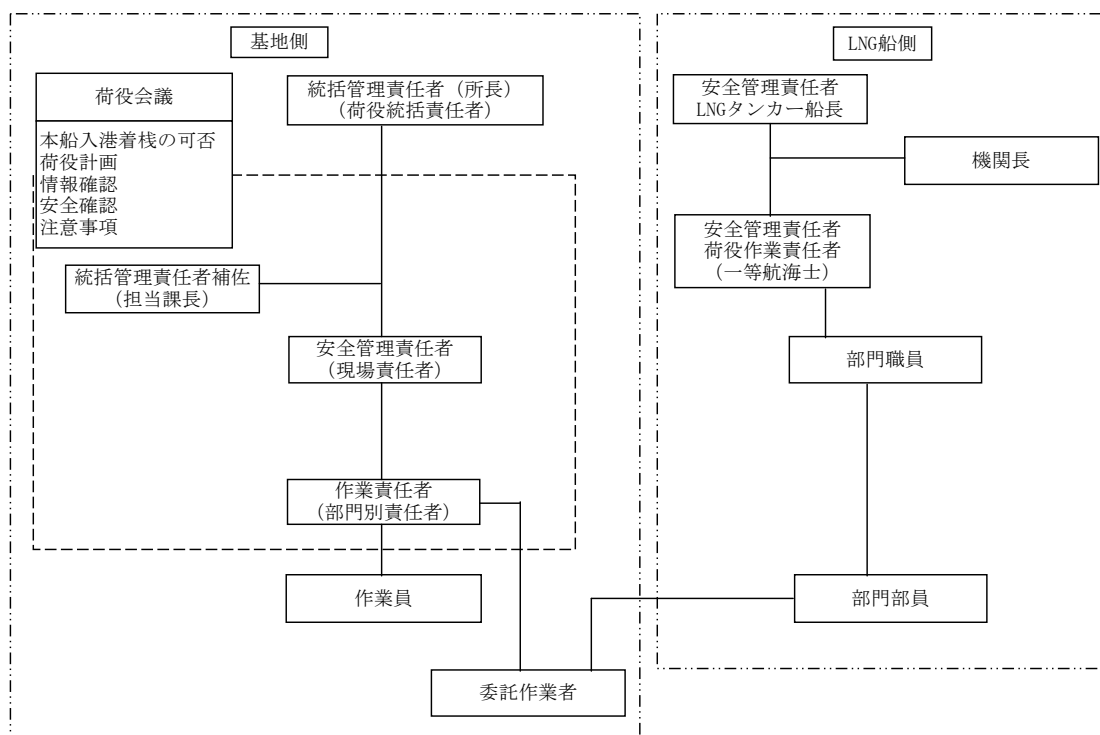 基地側
荷役会議
本船入港着桟の可否
荷役計画
情報確認
安全確認
注意事項
統括管理責任者（所長）
（荷役統括責任者）
統括管理責任者補佐
（担当課長）
安全管理責任者
（現場責任者）
作業責任者
（部門別責任者）
作業員
委託作業者
LNG船側
安全管理責任者
LNGタンカー船長
機関長
安全管理責任者
荷役作業責任者
（一等航海士）
部門職員
部門部員